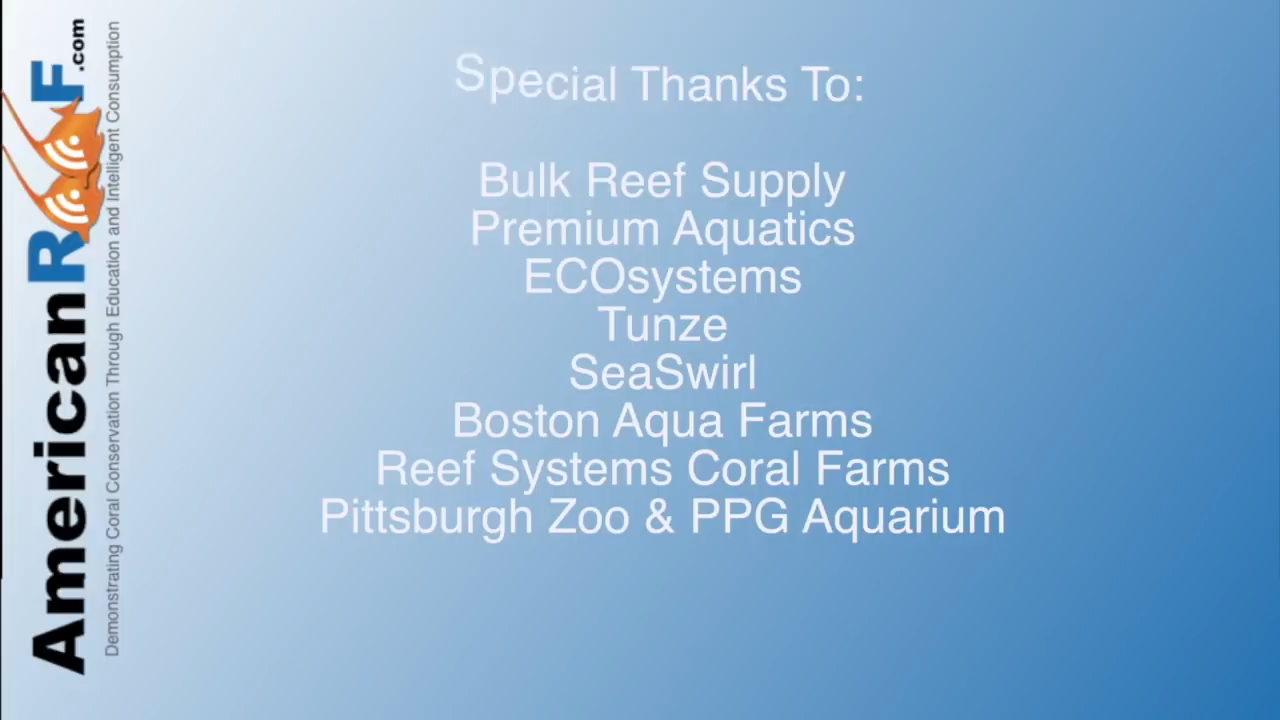 AmericanReeF.com
Demonstrating Coral Conservation Through Education and Intelligent Consumption
Special Thanks To:
Bulk Reef Supply
Premium Aquatics
ECOsystems
Tunze
SeaSwirl
Boston Aqua Farms
Reef Systems Coral Farms
Pittsburgh Zoo & PPG Aquarium